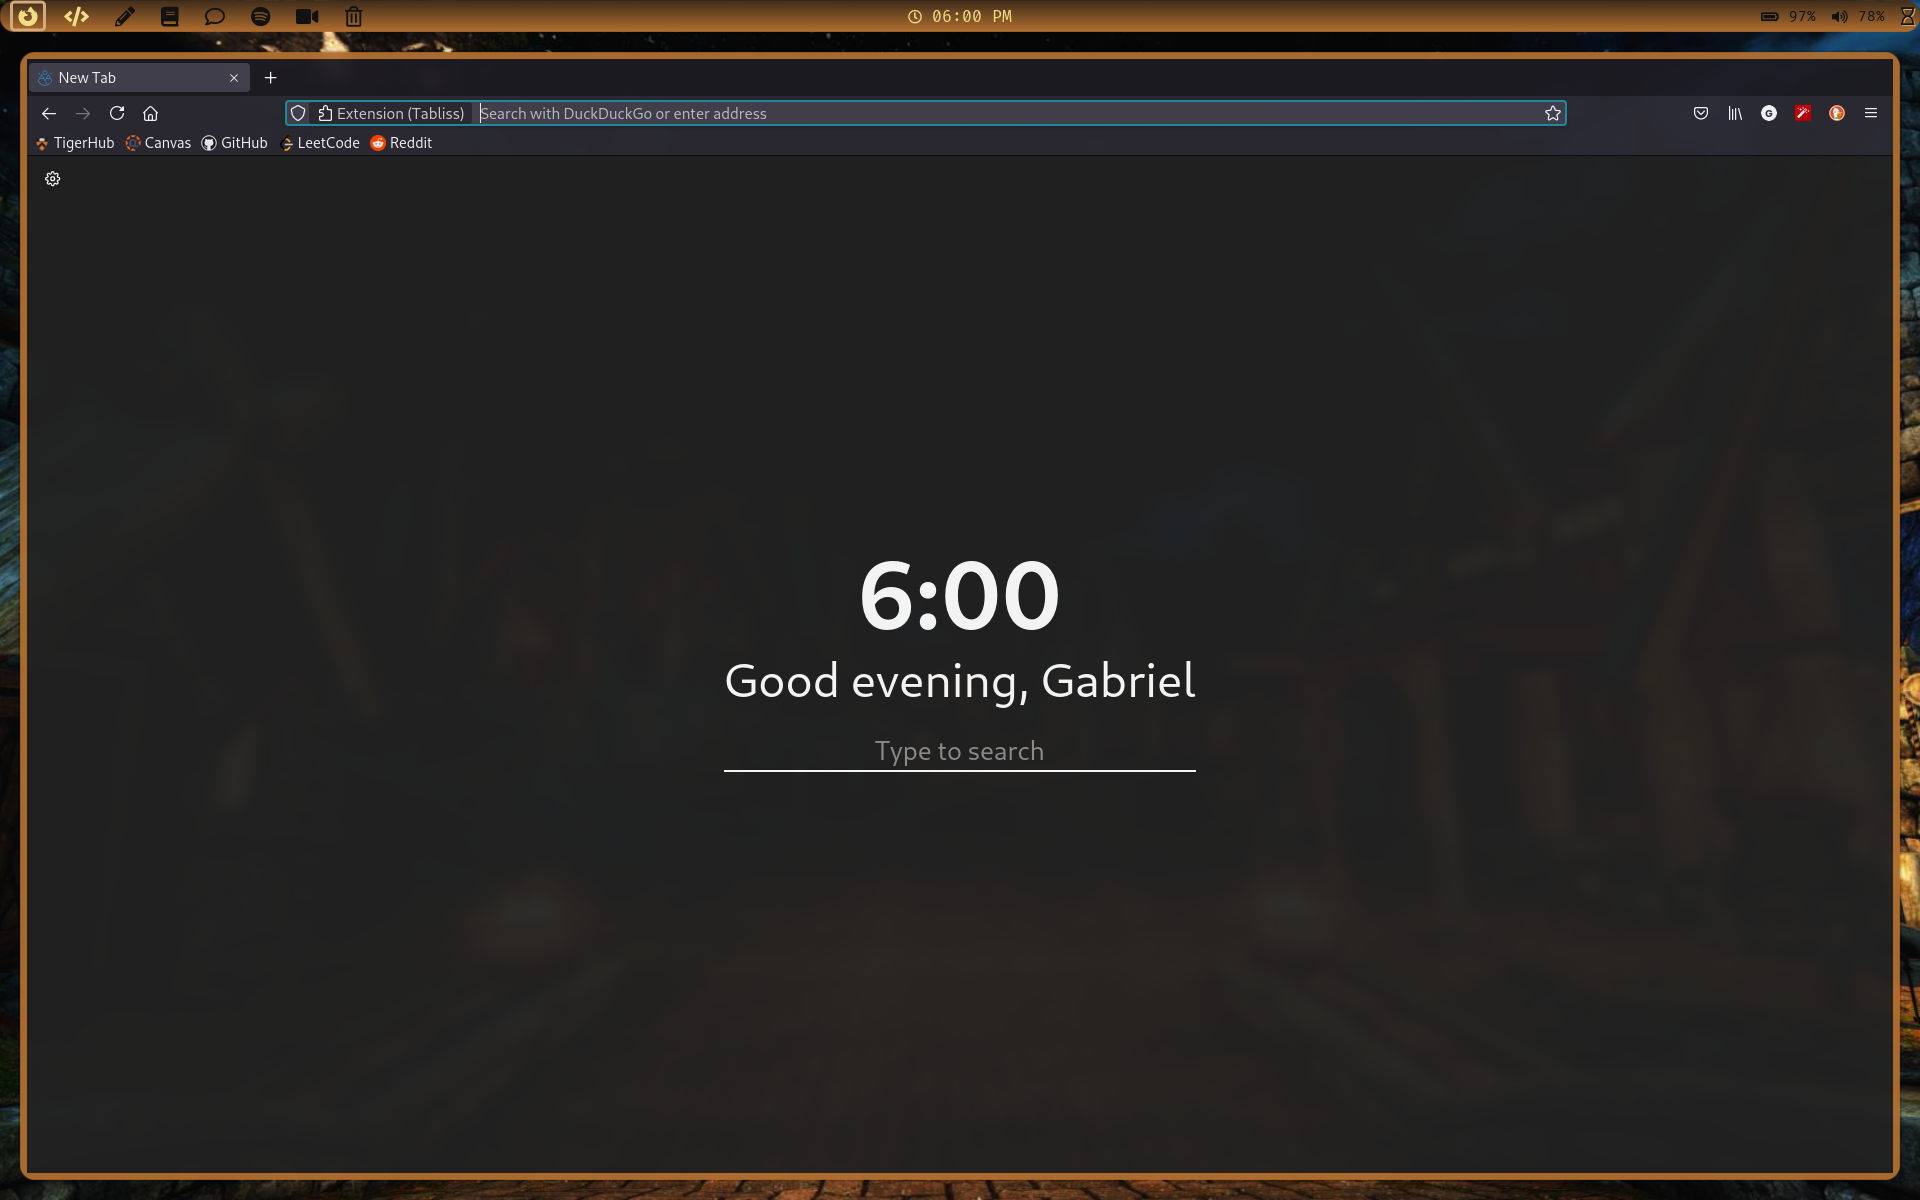 06:00 PM
97% 78%
New Tab
Extension (Tabliss) Search with DuckDuckGo or enter address
TigerHub Canvas GitHub LeetCode Reddit
6:00
Good evening, Gabriel
Type to search